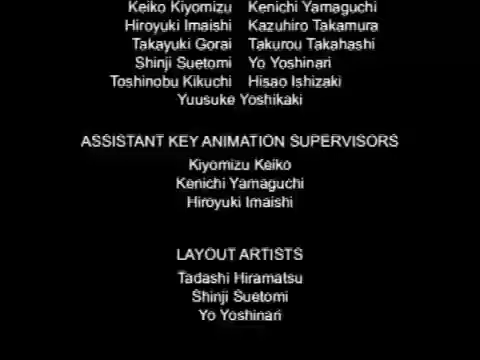 Keiko Kiyomizu Kenichi Yamaguchi
Hiroyuki Imaishi Kazuhiro Takamura
Takayuki Gorai Takurou Takahashi
Shinji Suetomi Yo Yoshinari
Toshinobu Kikuchi Hisao Ishizaki
Yuusuke Yoshikaki
ASSISTANT KEY ANIMATION SUPERVISORS
Kiyomizu Keiko
Kenichi Yamaguchi
Hiroyuki Imaishi
LAYOUT ARTISTS
Tadashi Hiramatsu
Shinji Suetomi
Yo Yoshinari